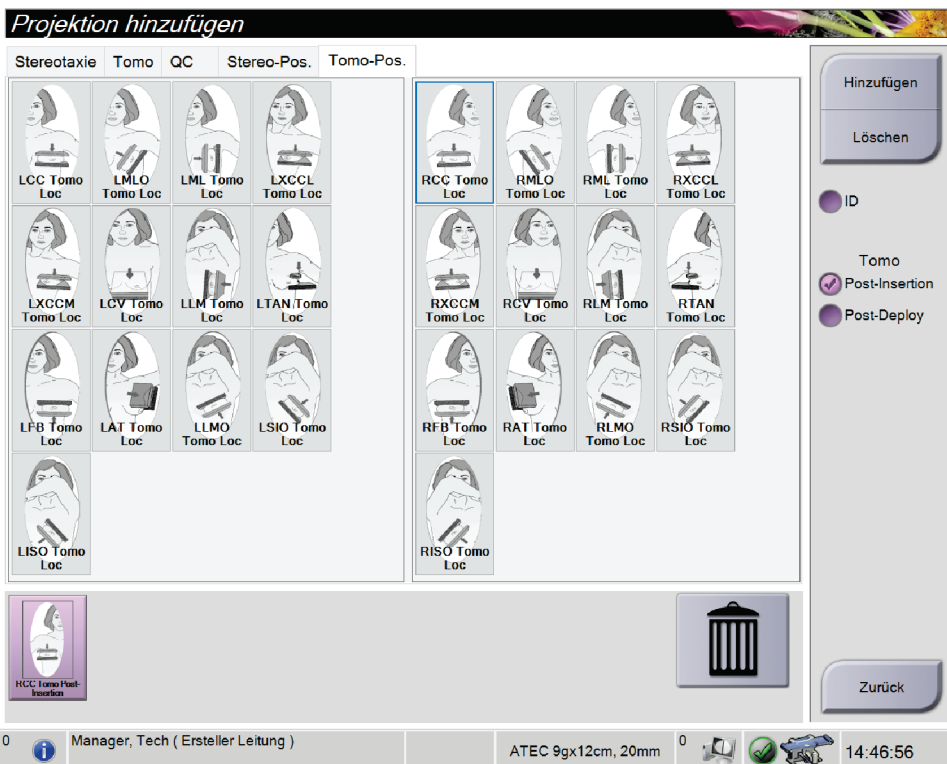 Projektion hinzufügen
Stereotaxie Tomo QC Stereo-Pos. Tomo-Pos.
LCC Tomo
Loc
LMLO
Tomo Loc
LML Tomo
Loc
LXCCL
Tomo Loc
RCC Tomo
Loc
RMLO
Tomo Loc
RML Tomo
Loc
RXCCL
Tomo Loc
LXCCM
Tomo Loc
LCV Tomo
Loc
LLM Tomo
Loc
LTAN Tomo
Loc
RXCCM
Tomo Loc
RCV Tomo
Loc
RLM Tomo
Loc
RTAN
Tomo Loc
LFB Tomo
Loc
LAT Tomo
Loc
LLMO
Tomo Loc
LSIO Tomo
Loc
RFB Tomo
Loc
RAT Tomo
Loc
RLMO
Tomo Loc
RSIO Tomo
Loc
LISO Tomo
Loc
RISO Tomo
Loc
Hinzufügen
Löschen
ID
Tomo
Post-Insertion
Post-Deploy
RCC Tomo Post-
Insertion
Zurück
0 Manager, Tech ( Ersteller Leitung ) ATEC 9gx12cm, 20mm 0 14:46:56